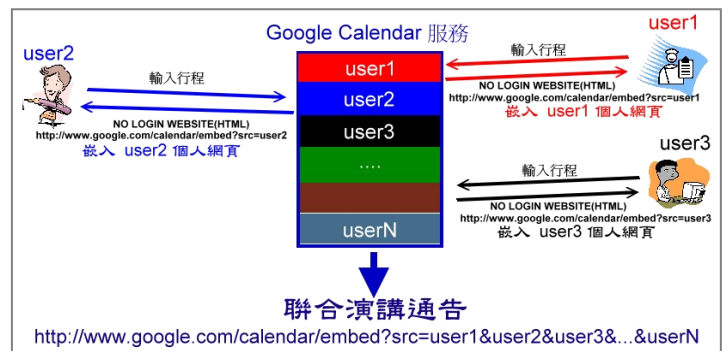 Google Calendar 服務
user2
輸入行程
NO LOGIN WEBSITE(HTML)
http://www.google.com/calendar/embed?src=user2
嵌入 user2 個人網頁
user1
user2
user3
....
userN
user1
輸入行程
NO LOGIN WEBSITE(HTML)
http://www.google.com/calendar/embed?src=user1
嵌入 user1 個人網頁
user3
輸入行程
NO LOGIN WEBSITE(HTML)
http://www.google.com/calendar/embed?src=user3
嵌入 user3 個人網頁
聯合演講通告
http://www.google.com/calendar/embed?src=user1&user2&user3&...&userN